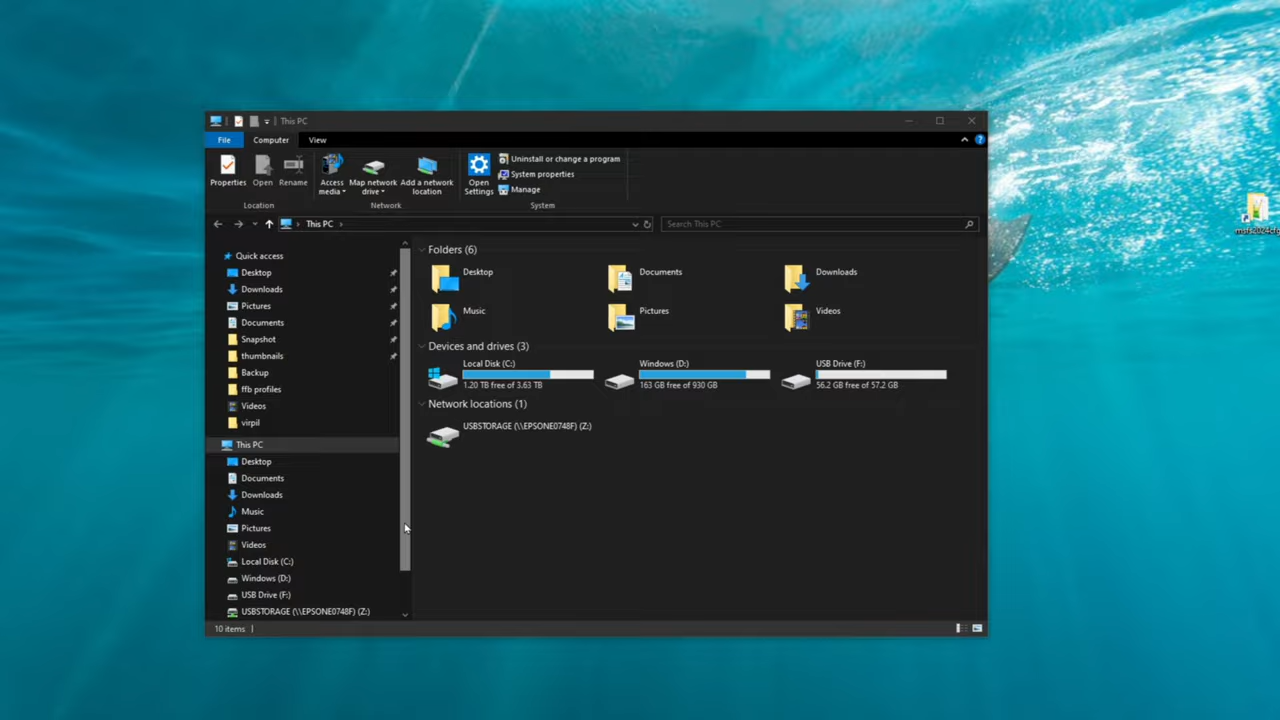 This PC
File Computer View
Properties Open Rename Access media Map network drive Add a network location Open Settings Uninstall or change a program
System properties
Manage
Location Network System
This PC
Search This PC
Quick access
Desktop
Downloads
Pictures
Documents
Snapshot
thumbnails
Backup
ffb profiles
Videos
virpil
This PC
Desktop
Documents
Downloads
Music
Pictures
Videos
Local Disk (C:)
Windows (D:)
USB Drive (F:)
USBSTORAGE (\\EPSONE0748F) (Z:)
Folders (6)
Desktop Documents Downloads
Music Pictures Videos
Devices and drives (3)
Local Disk (C:) Windows (D:) USB Drive (F:)
1.20 TB free of 3.63 TB 163 GB free of 930 GB 56.2 GB free of 57.2 GB
Network locations (1)
USBSTORAGE (\\EPSONE0748F) (Z:)
10 items